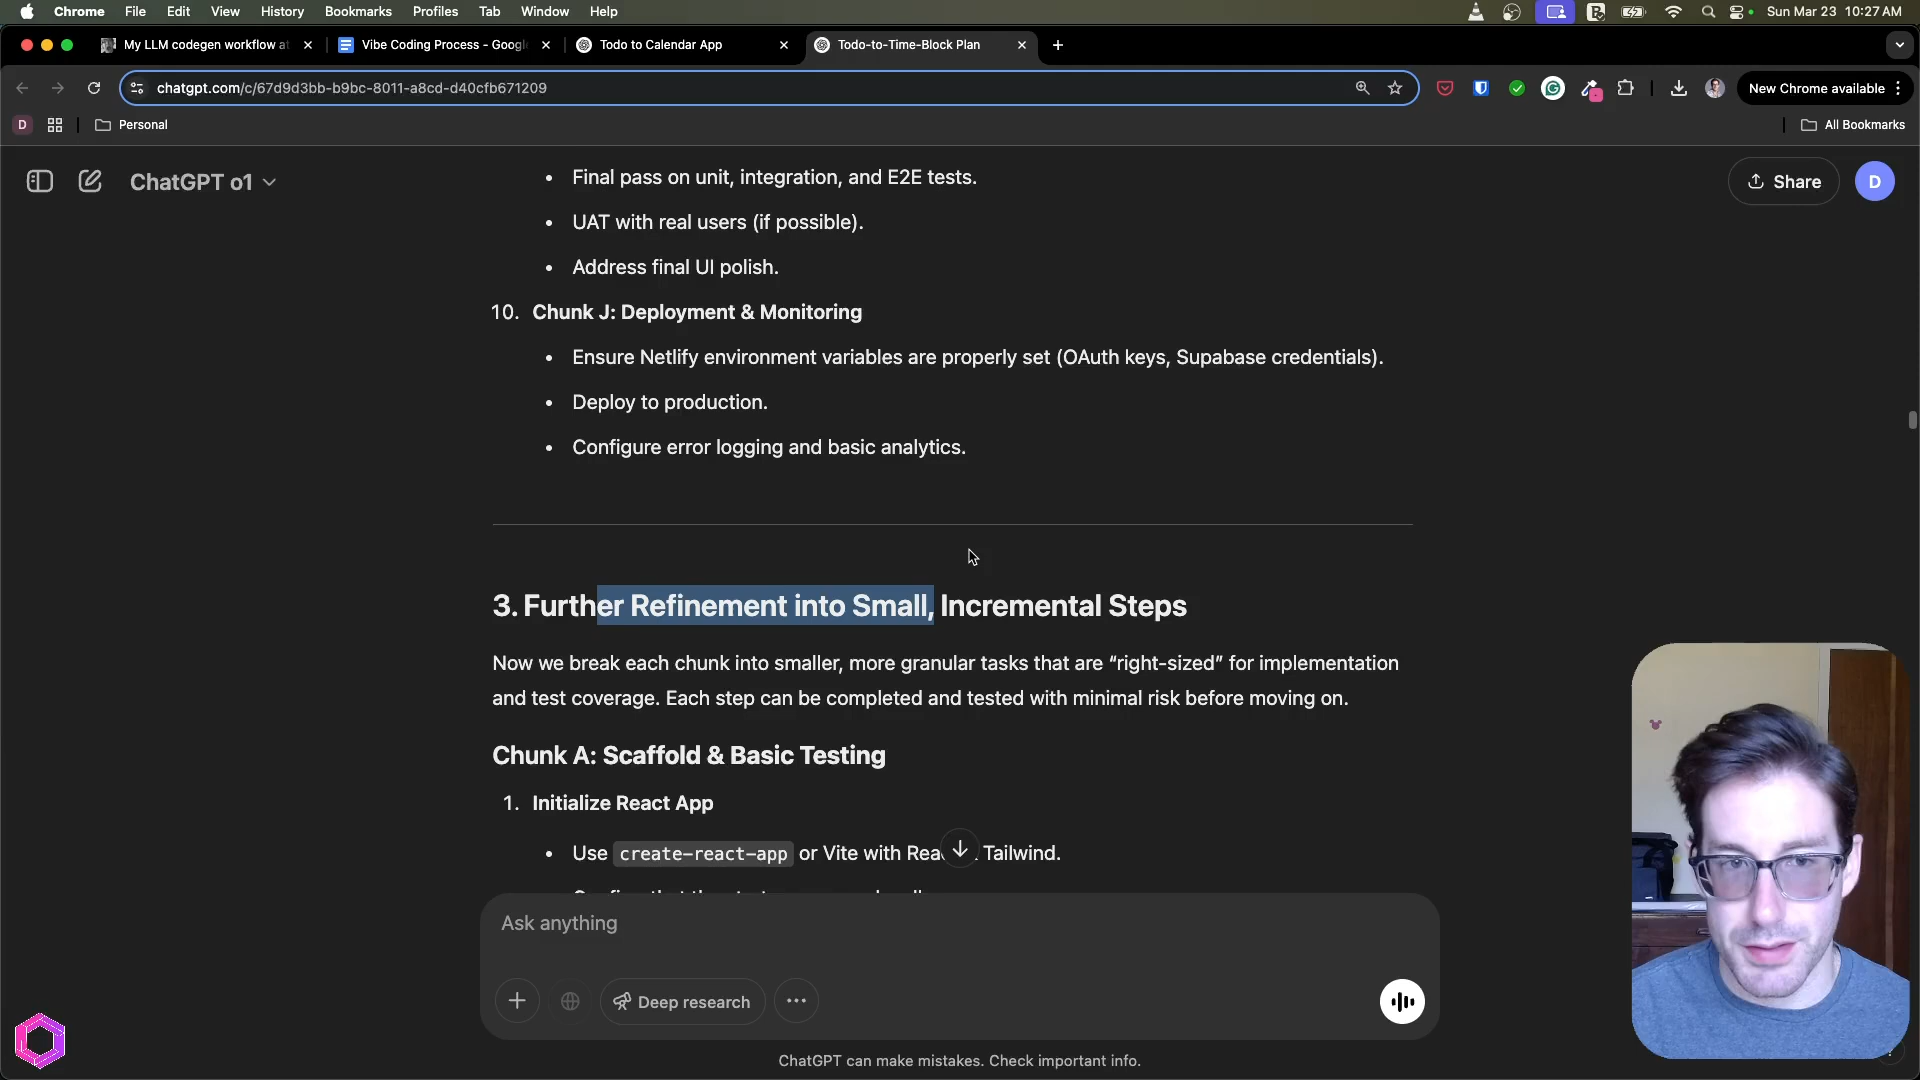 Chrome File Edit View History Bookmarks Profiles Tab Window Help Sun Mar 23 10:27 AM
My LLM codegen workflow at Vibe Coding Process - Google Todo to Calendar App Todo-to-Time-Block Plan
chatgpt.com/c/67d9d3bb-b9bc-8011-a8cd-d40cfb671209 New Chrome available
D Personal All Bookmarks
ChatGPT o1 Share D
• Final pass on unit, integration, and E2E tests.
• UAT with real users (if possible).
• Address final UI polish.
10. Chunk J: Deployment & Monitoring
• Ensure Netlify environment variables are properly set (OAuth keys, Supabase credentials).
• Deploy to production.
• Configure error logging and basic analytics.
3. Further Refinement into Small, Incremental Steps
Now we break each chunk into smaller, more granular tasks that are “right-sized” for implementation
and test coverage. Each step can be completed and tested with minimal risk before moving on.
Chunk A: Scaffold & Basic Testing
1. Initialize React App
• Use create-react-app or Vite with Rea Tailwind.
Ask anything
Deep research
ChatGPT can make mistakes. Check important info.